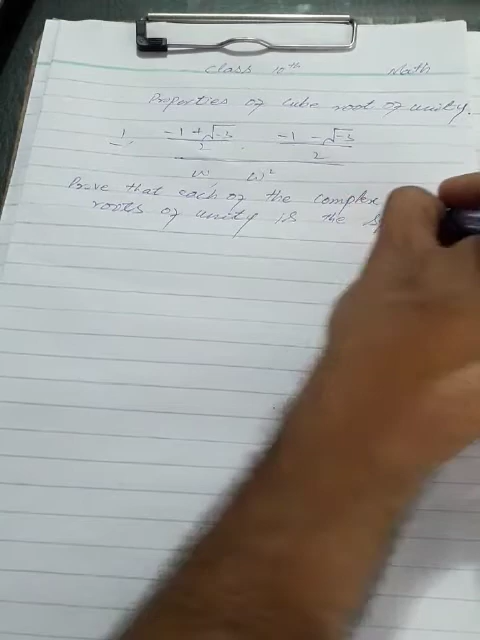 Class 10th Math
Properties of cube root of unity.
1, (-1+√-3)/2, (-1-√-3)/2
ω, ω²
Prove that each of the complex
roots of unity is the